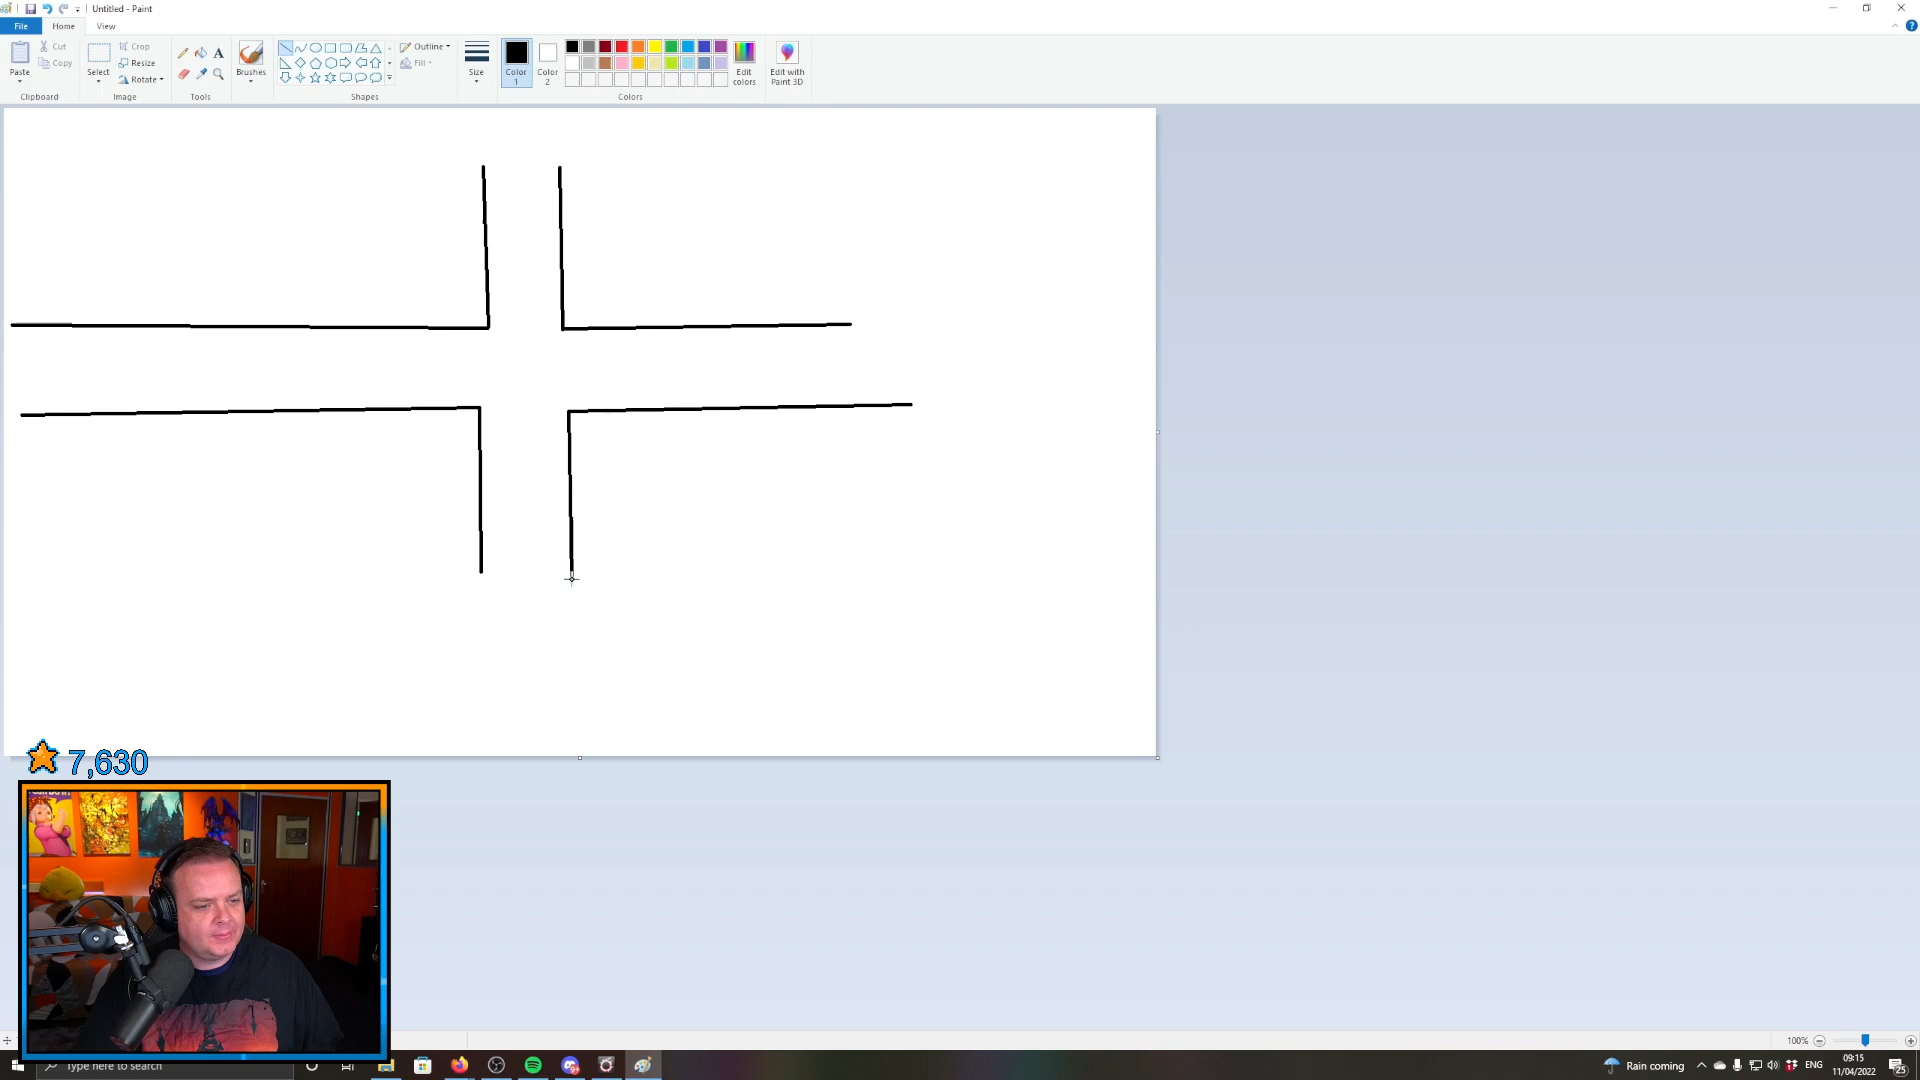 Untitled - Paint
File Home View
Paste
Cut
Copy
Clipboard
Select
Crop
Resize
Rotate
Image
Tools
Brushes
Shapes
Outline
Fill
Size
Color 1
Color 2
Colors
Edit colors
Edit with Paint 3D
7,630
100%
Type here to search
Rain coming
ENG
09:15
11/04/2022
25